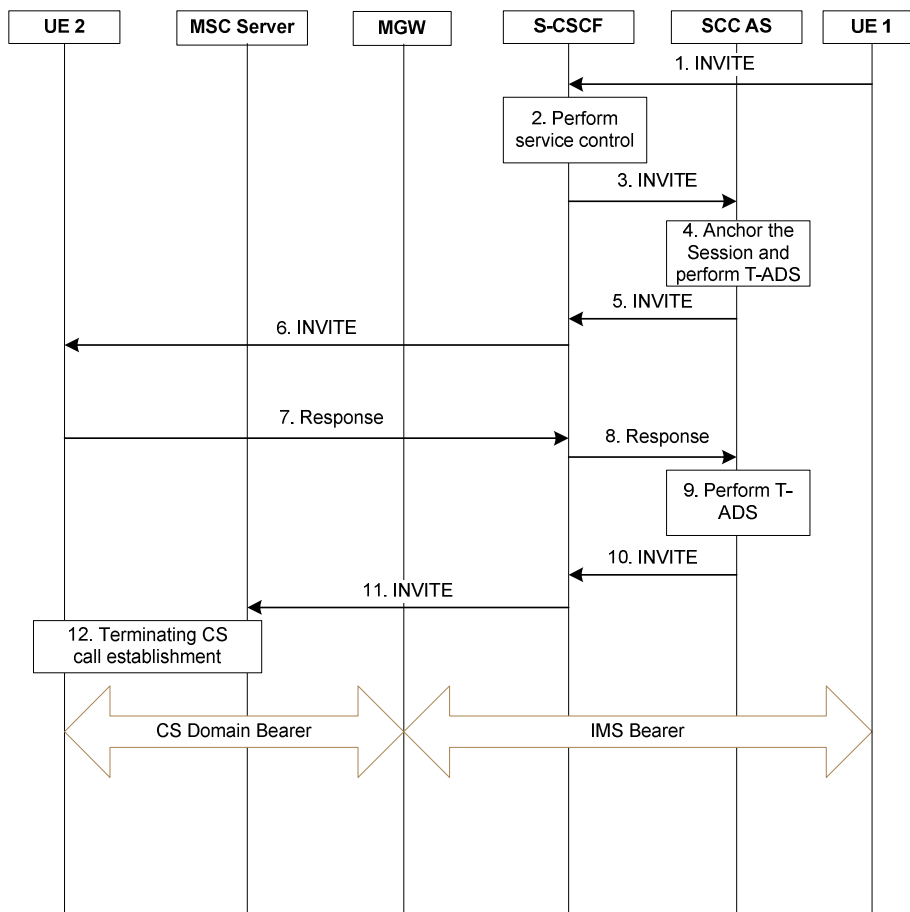 UE 2
MSC Server
MGW
S-CSCF
SCC AS
UE 1
1. INVITE
2. Perform
service control
3. INVITE
4. Anchor the
Session and
perform T-ADS
5. INVITE
6. INVITE
7. Response
8. Response
9. Perform T-
ADS
10. INVITE
11. INVITE
12. Terminating CS
call establishment
CS Domain Bearer
IMS Bearer